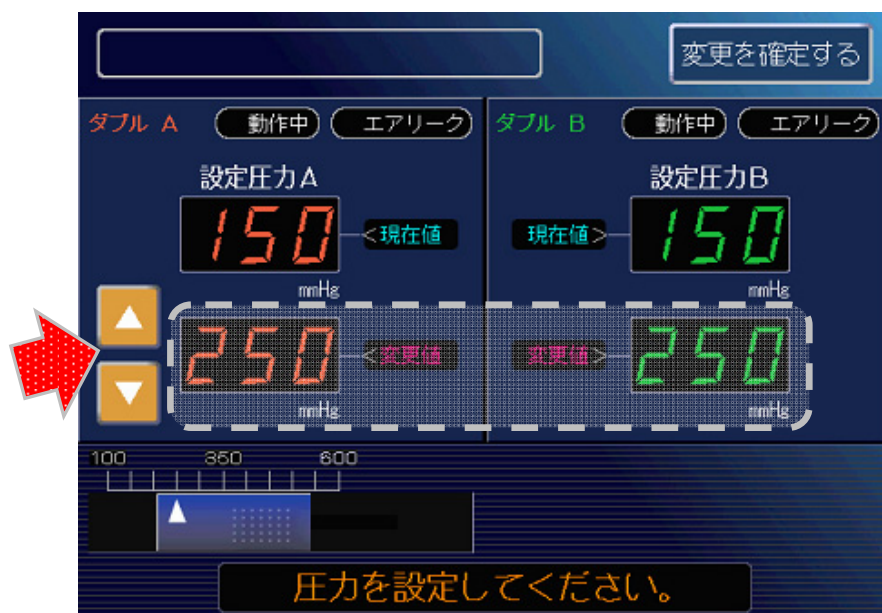 変更を確定する
ダブル A 動作中 エアリーク ダブル B 動作中 エアリーク
設定圧力A 設定圧力B
150 <現在値 現在値> 150
mmHg mmHg
250 <変更値 変更値> 250
mmHg mmHg
100 350 600
圧力を設定してください。